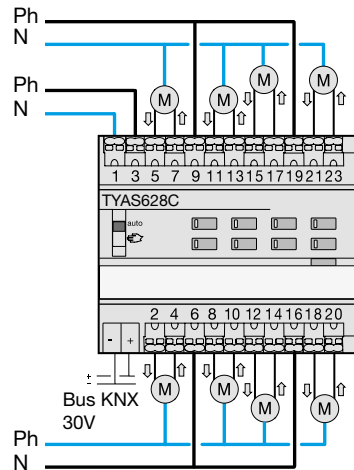 Ph
N
Ph
N
M M M M
1 3 5 7 9 11 13 15 17 19 21 23
TYAS628C
auto
2 4 6 8 10 12 14 16 18 20
- +
Bus KNX
30V
M M M M
Ph
N